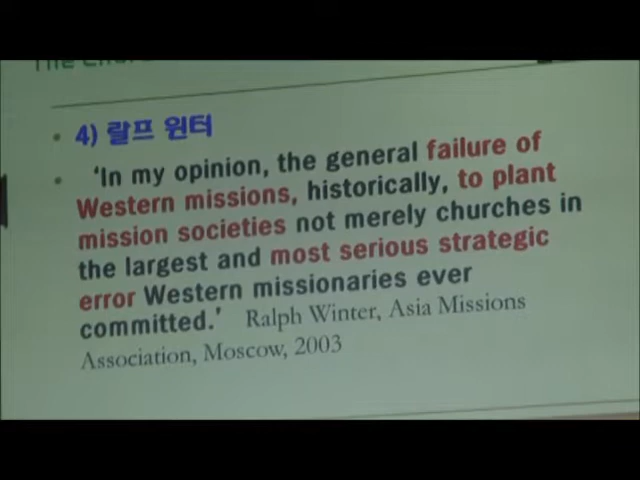 4) 랄프 윈터
'In my opinion, the general failure of
Western missions, historically, to plant
mission societies not merely churches in
the largest and most serious strategic
error Western missionaries ever
committed.' Ralph Winter, Asia Missions
Association, Moscow, 2003